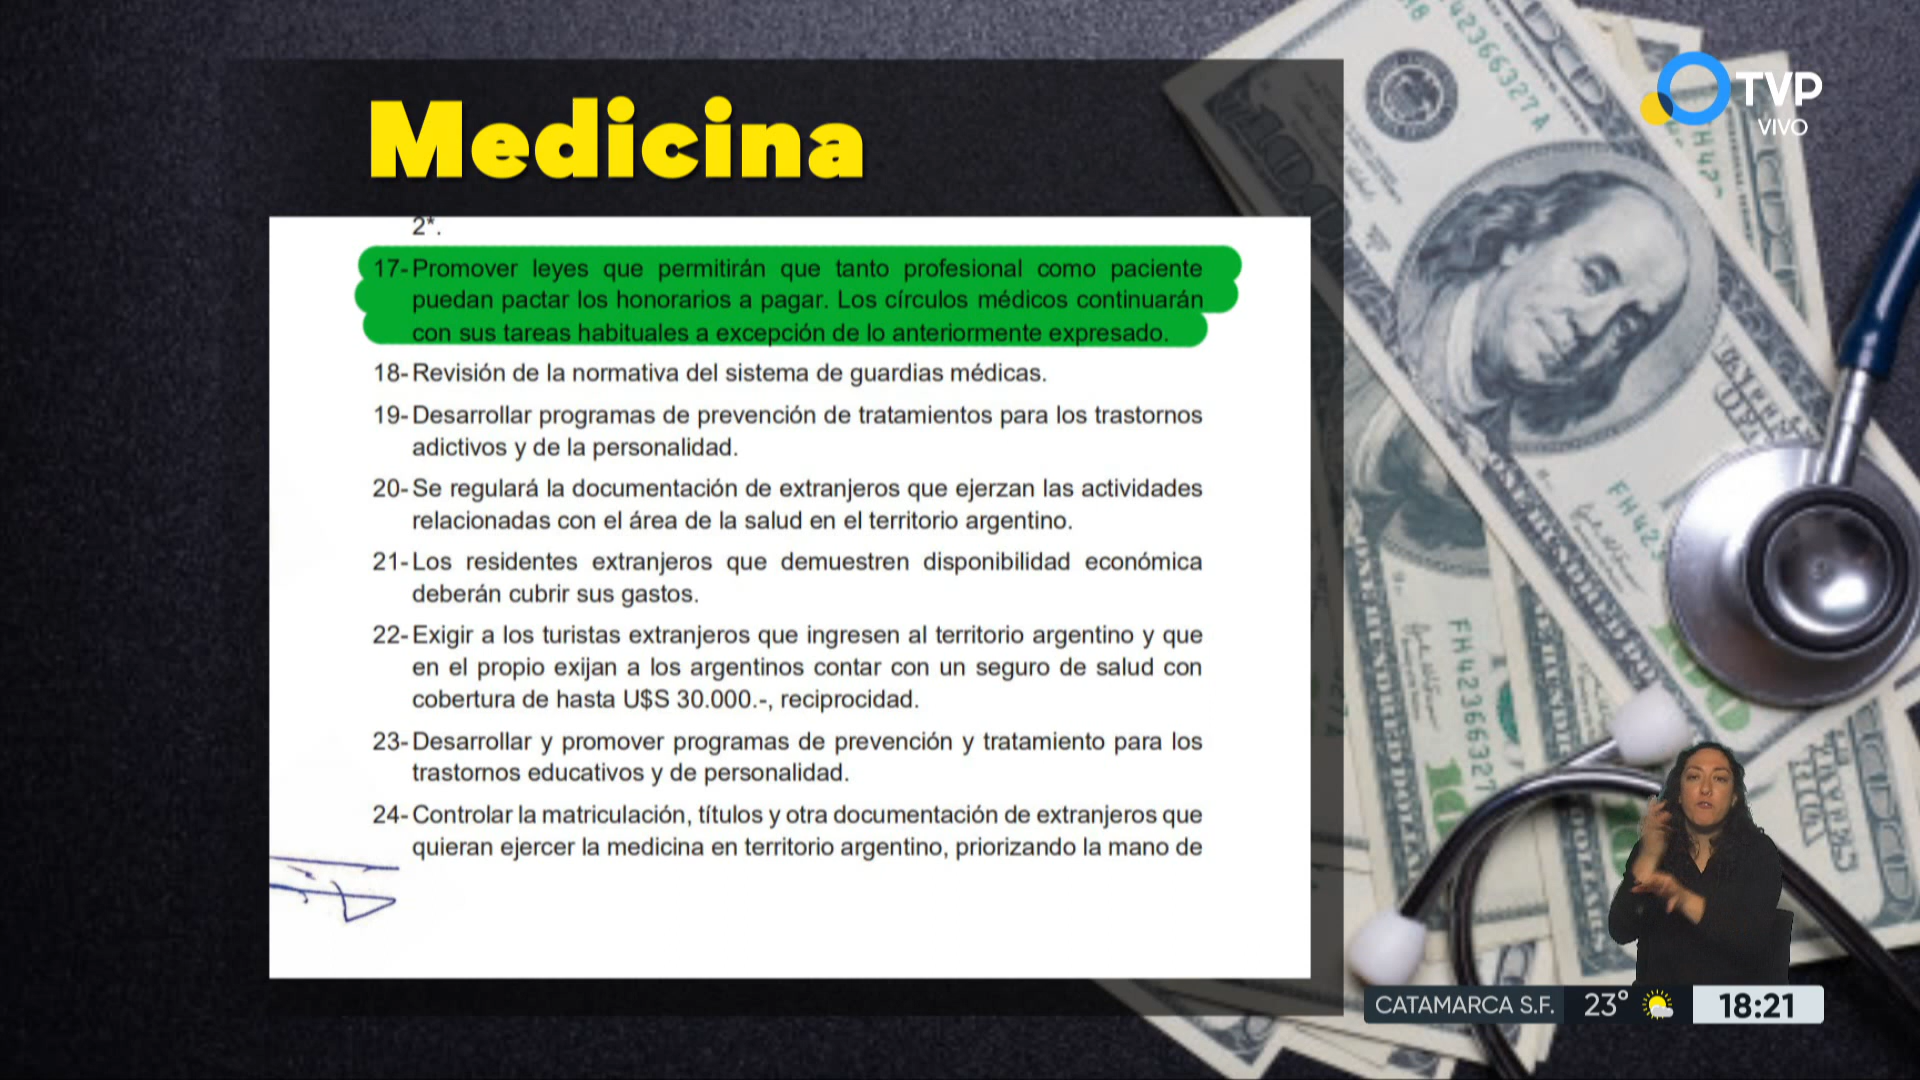 Medicina
TVP
VIVO
2*.
17- Promover leyes que permitirán que tanto profesional como paciente
puedan pactar los honorarios a pagar. Los círculos médicos continuarán
con sus tareas habituales a excepción de lo anteriormente expresado.
18- Revisión de la normativa del sistema de guardias médicas.
19- Desarrollar programas de prevención de tratamientos para los trastornos
adictivos y de la personalidad.
20- Se regulará la documentación de extranjeros que ejerzan las actividades
relacionadas con el área de la salud en el territorio argentino.
21- Los residentes extranjeros que demuestren disponibilidad económica
deberán cubrir sus gastos.
22- Exigir a los turistas extranjeros que ingresen al territorio argentino y que
en el propio exijan a los argentinos contar con un seguro de salud con
cobertura de hasta U$S 30.000.-, reciprocidad.
23- Desarrollar y promover programas de prevención y tratamiento para los
trastornos educativos y de personalidad.
24- Controlar la matriculación, títulos y otra documentación de extranjeros que
quieran ejercer la medicina en territorio argentino, priorizando la mano de
CATAMARCA S.F. 23° 18:21